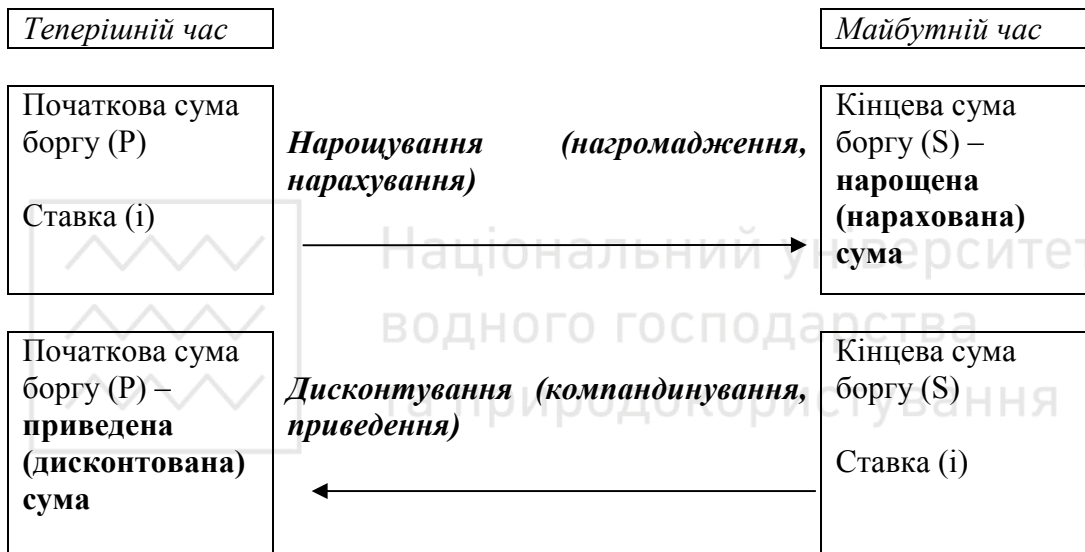 Теперішній час
Майбутній час
Початкова сума
боргу (P)
Ставка (i)
Нарощування (нагромадження,
нарахування)
Кінцева сума
боргу (S) –
нарощена
(нарахована)
сума
Початкова сума
боргу (P) –
приведена
(дисконтована)
сума
Дисконтування (компандинування,
приведення)
Кінцева сума
боргу (S)
Ставка (i)
Національний університет
водного господарства
та природокористування